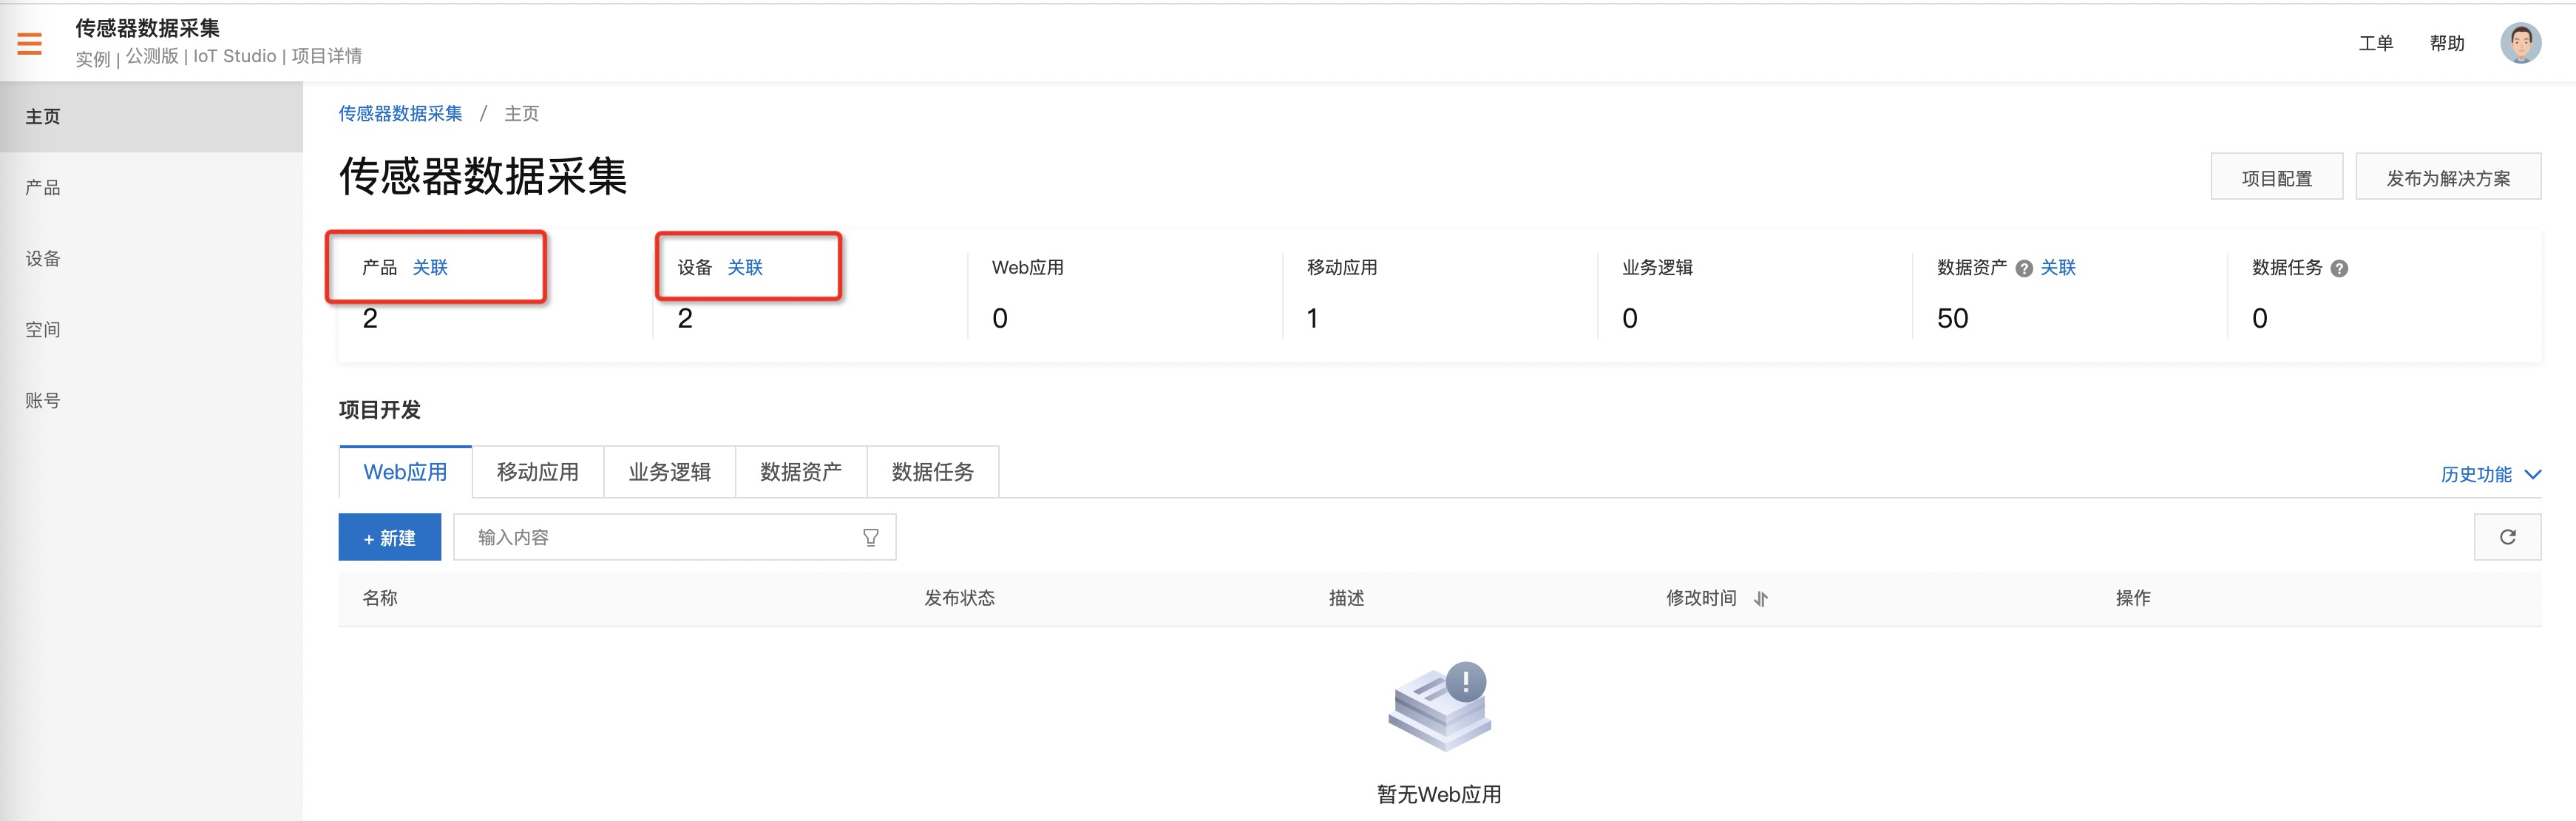 传感器数据采集
实例 | 公测版 | IoT Studio | 项目详情
工单
帮助
主页
产品
设备
空间
账号
传感器数据采集 / 主页
传感器数据采集
项目配置
发布为解决方案
产品 关联
2
设备 关联
2
Web应用
0
移动应用
1
业务逻辑
0
数据资产 ? 关联
50
数据任务 ?
0
项目开发
Web应用
移动应用
业务逻辑
数据资产
数据任务
历史功能
+ 新建
输入内容
名称
发布状态
描述
修改时间
操作
暂无Web应用